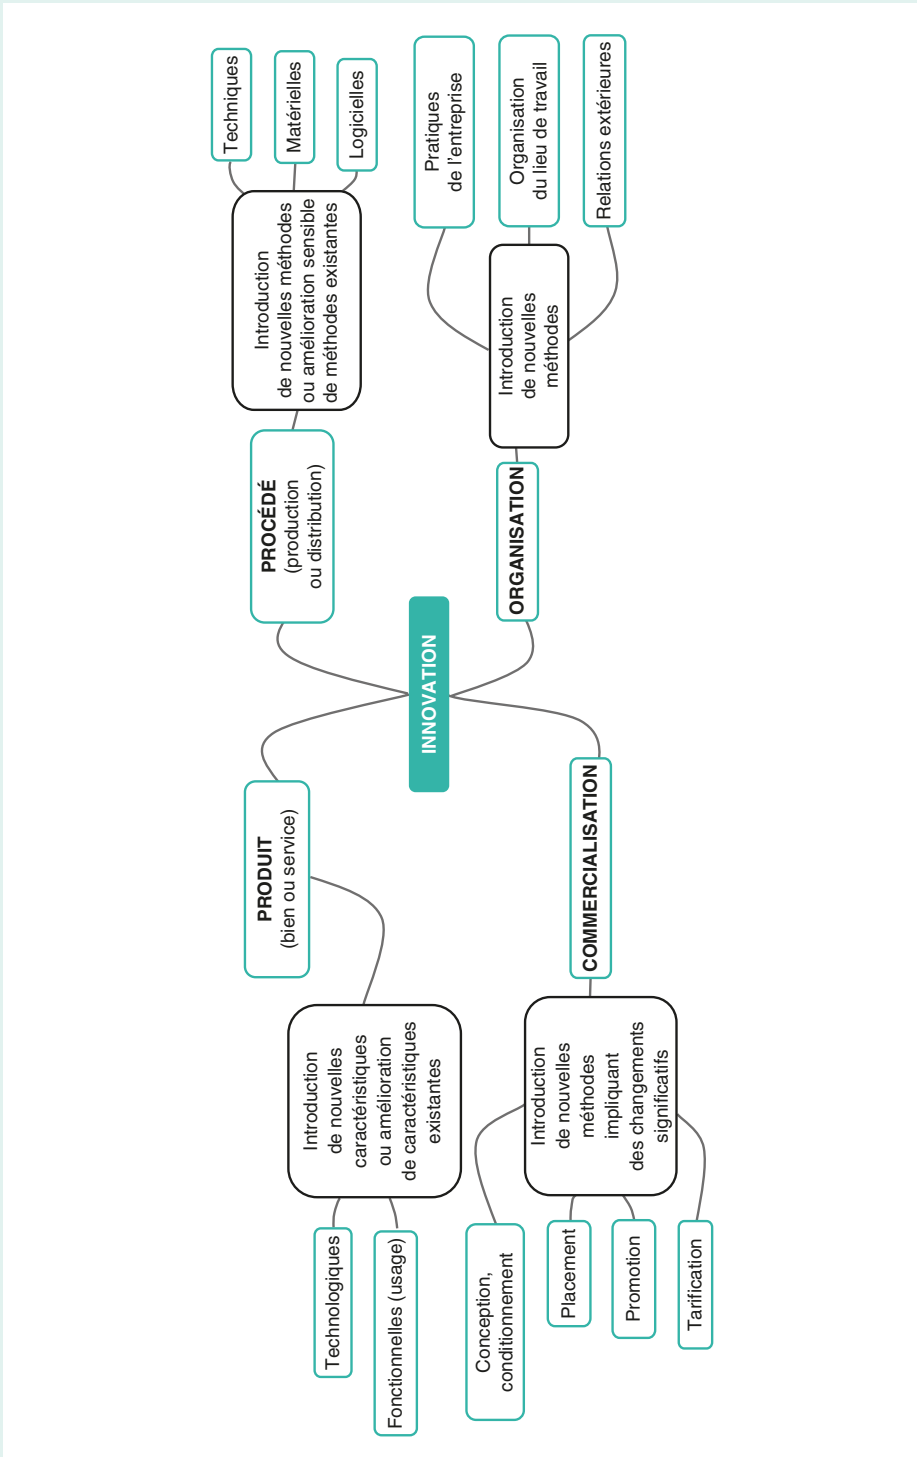 Technologiques
Fonctionnelles (usage)
Introduction
de nouvelles
caractéristiques
ou amélioration
de caractéristiques
existantes
PRODUIT
(bien ou service)
INNOVATION
PROCÉDÉ
(production
ou distribution)
Introduction
de nouvelles méthodes
ou amélioration sensible
de méthodes existantes
Techniques
Matérielles
Logicielles
Conception,
conditionnement
Placement
Promotion
Tarification
Introduction
de nouvelles
méthodes
impliquant
des changements
significatifs
COMMERCIALISATION
ORGANISATION
Introduction
de nouvelles
méthodes
Pratiques
de l'entreprise
Organisation
du lieu de travail
Relations extérieures